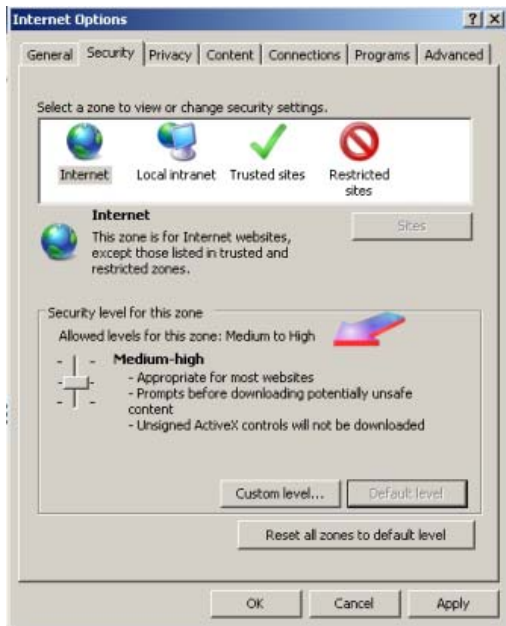 Internet Options
General Security Privacy Content Connections Programs Advanced
Select a zone to view or change security settings.
Internet Local intranet Trusted sites Restricted
sites
Internet
This zone is for Internet websites,
except those listed in trusted and
restricted zones.
Sites
Security level for this zone
Allowed levels for this zone: Medium to High
Medium-high
- Appropriate for most websites
- Prompts before downloading potentially unsafe
content
- Unsigned ActiveX controls will not be downloaded
Custom level... Default level
Reset all zones to default level
OK Cancel Apply